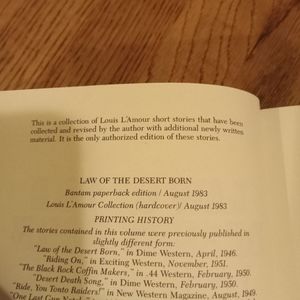 This is a collection of Louis L'Amour short stories that have been
collected and revised by the author with additional newly written
material. It is the only authorized edition of these stories.
LAW OF THE DESERT BORN
Bantam paperback edition / August 1983
Louis L'Amour Collection (hardcover)/ August 1983
PRINTING HISTORY
The stories contained in this volume were previously published in
slightly different form:
"Law of the Desert Born," in Dime Western, April, 1946.
"Riding On," in Exciting Western, November, 1951.
"The Black Rock Coffin Makers," in .44 Western, February, 1950.
"Desert Death Song," in Dime Western, February, 1950.
"Ride, You Tonto Raiders!" in New Western Magazine, August, 1949.
"One Last Gun